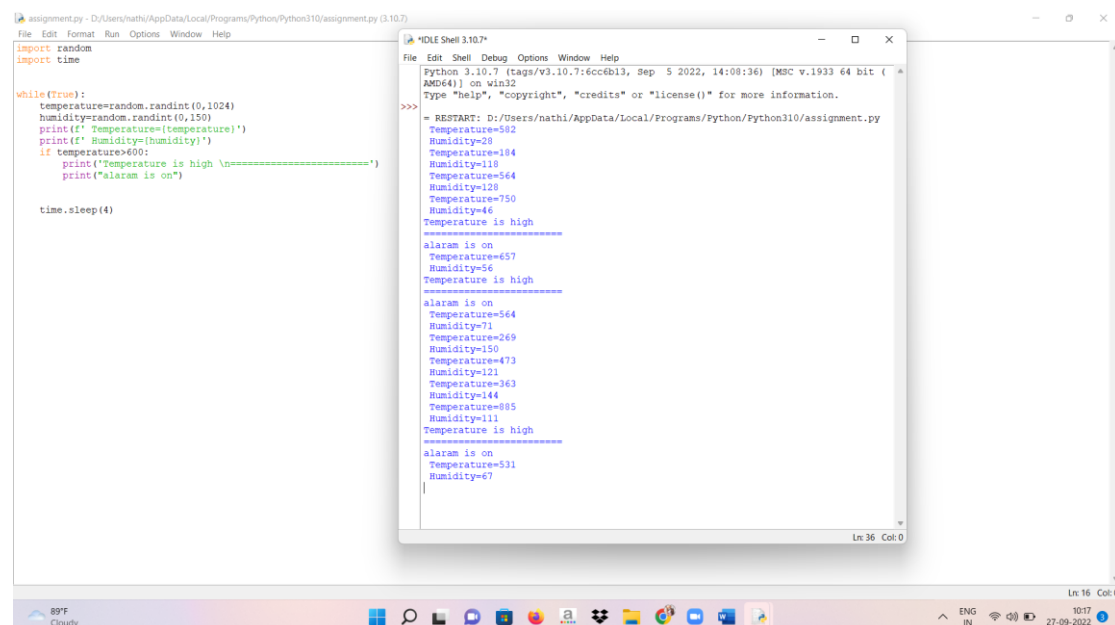 assignment.py - D:/Users/nathi/AppData/Local/Programs/Python/Python310/assignment.py (3.10.7)
File Edit Format Run Options Window Help
import random
import time
while(True):
    temperature=random.randint(0,1024)
    humidity=random.randint(0,150)
    print(f' Temperature={temperature}')
    print(f' Humidity={humidity}')
    if temperature>600:
        print('Temperature is high \n========================')
        print("alaram is on")
    time.sleep(4)
*IDLE Shell 3.10.7*
File Edit Shell Debug Options Window Help
Python 3.10.7 (tags/v3.10.7:6cc6b13, Sep  5 2022, 14:08:36) [MSC v.1933 64 bit (
AMD64)] on win32
Type "help", "copyright", "credits" or "license()" for more information.
>>>
= RESTART: D:/Users/nathi/AppData/Local/Programs/Python/Python310/assignment.py
 Temperature=582
 Humidity=28
 Temperature=184
 Humidity=118
 Temperature=564
 Humidity=128
 Temperature=750
 Humidity=46
Temperature is high
========================
alaram is on
 Temperature=657
 Humidity=56
Temperature is high
========================
alaram is on
 Temperature=564
 Humidity=71
 Temperature=269
 Humidity=150
 Temperature=473
 Humidity=121
 Temperature=363
 Humidity=144
 Temperature=885
 Humidity=111
Temperature is high
========================
alaram is on
 Temperature=531
 Humidity=67
Ln: 36 Col: 0
Ln: 16 Col:
89°F
Cloudy
a
ENG
IN
10:17
27-09-2022
3